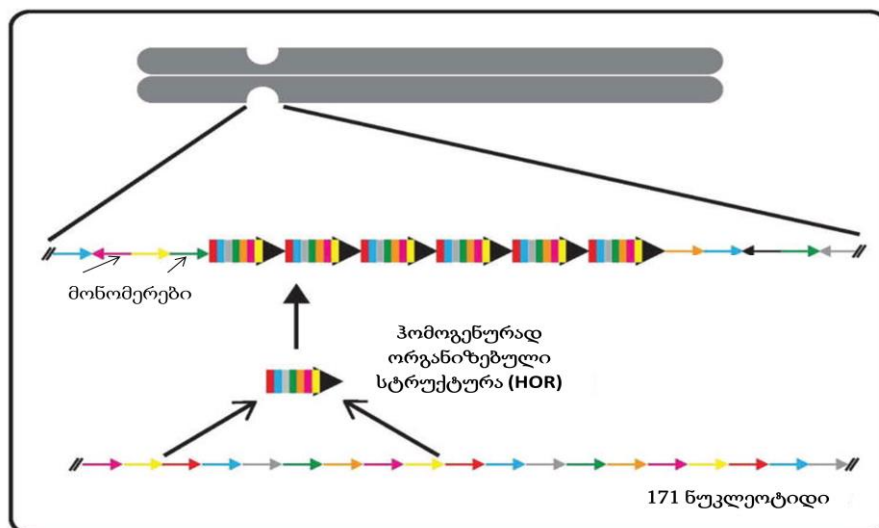 მონომერები
ჰომოგენურად
ორგანიზებული
სტრუქტურა (HOR)
171 ნუკლეოტიდი